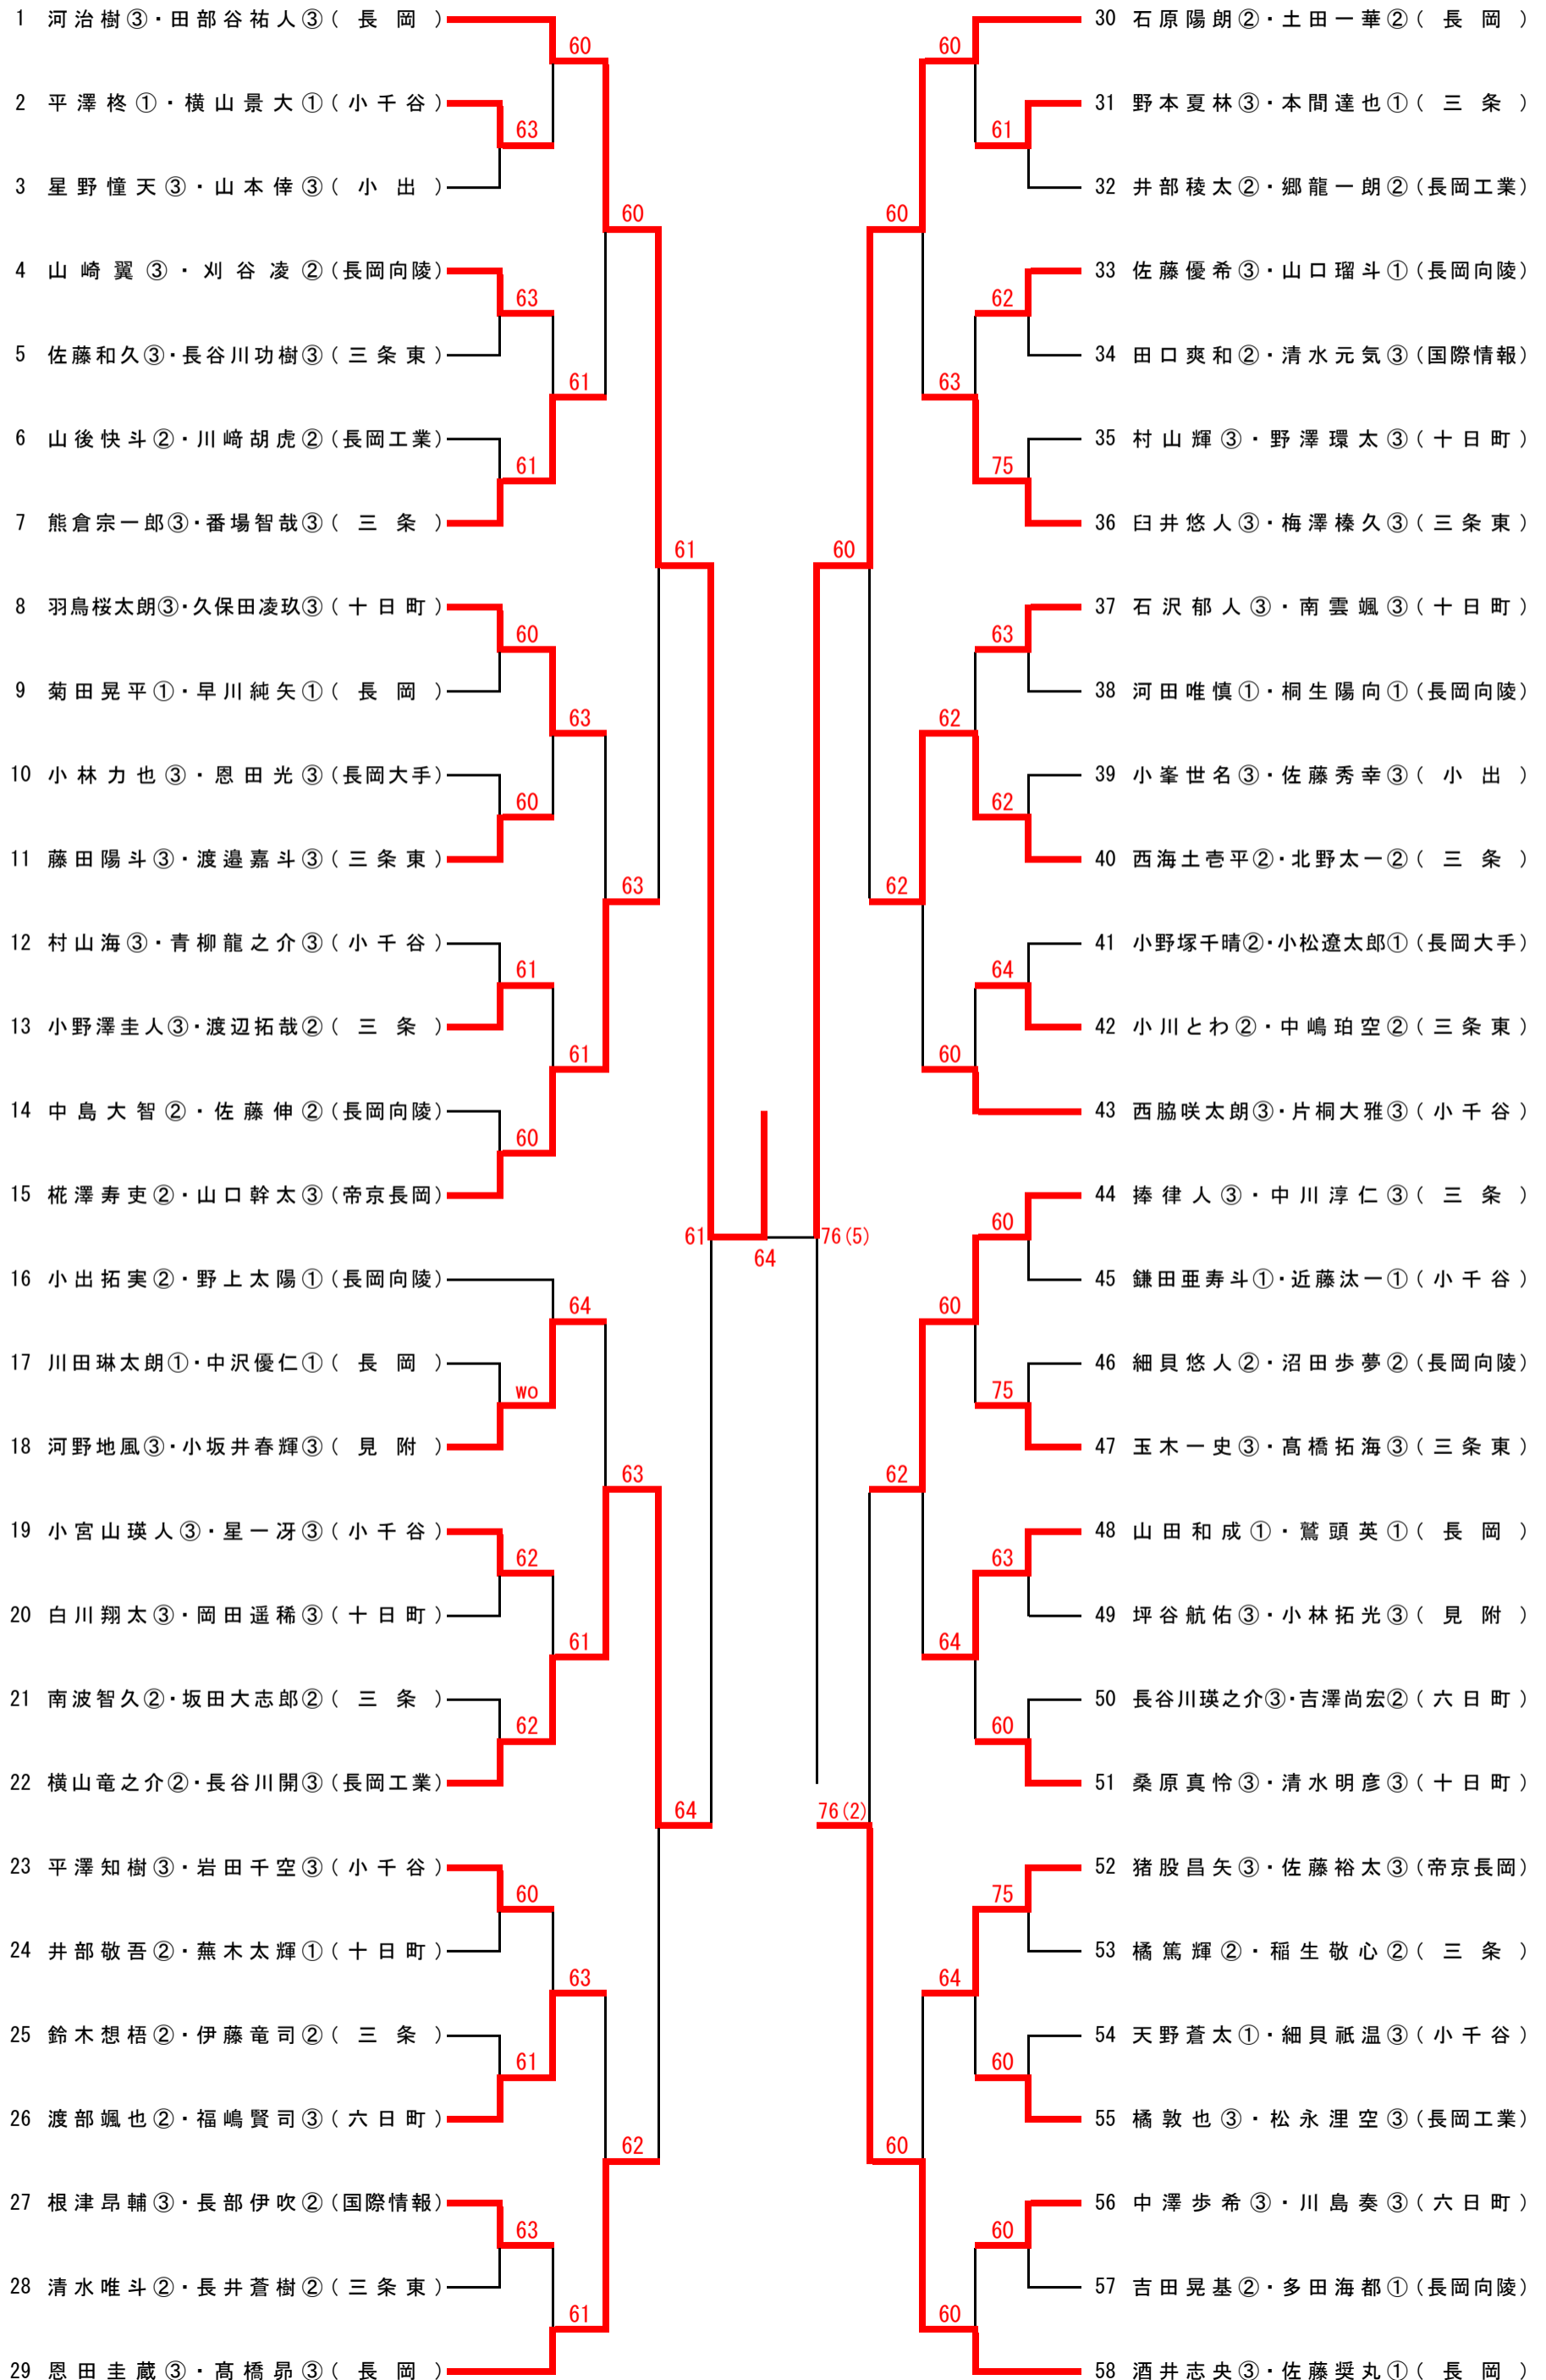 1 河治樹③・田部谷祐人③(長岡)
2 平澤柊①・横山景大①(小千谷)
3 星野憧天③・山本倖③(小出)
4 山崎翼③・刈谷凌②(長岡向陵)
5 佐藤和久③・長谷川功樹③(三条東)
6 山後快斗②・川﨑胡虎②(長岡工業)
7 熊倉宗一郎③・番場智哉③(三条)
8 羽鳥桜太朗③・久保田凌玖③(十日町)
9 菊田晃平①・早川純矢①(長岡)
10 小林力也③・恩田光③(長岡大手)
11 藤田陽斗③・渡邉嘉斗③(三条東)
12 村山海③・青柳龍之介③(小千谷)
13 小野澤圭人③・渡辺拓哉②(三条)
14 中島大智②・佐藤伸②(長岡向陵)
15 椛澤寿吏②・山口幹太③(帝京長岡)
16 小出拓実②・野上太陽①(長岡向陵)
17 川田琳太朗①・中沢優仁①(長岡)
18 河野地風③・小坂井春輝③(見附)
19 小宮山瑛人③・星一冴③(小千谷)
20 白川翔太③・岡田遥稀③(十日町)
21 南波智久②・坂田大志郎②(三条)
22 横山竜之介②・長谷川開③(長岡工業)
23 平澤知樹③・岩田千空③(小千谷)
24 井部敬吾②・蕪木太輝①(十日町)
25 鈴木想梧②・伊藤竜司②(三条)
26 渡部颯也②・福嶋賢司③(六日町)
27 根津昂輔③・長部伊吹②(国際情報)
28 清水唯斗②・長井蒼樹②(三条東)
29 恩田圭蔵③・髙橋昴③(長岡)
60
63
63
61
61
60
60
63
60
61
61
60
63
61
64
wo
62
61
62
63
60
63
61
63
61
62
64
61
64
76(5)
60
60
62
76(2)
60
62
60
60
61
62
63
75
63
62
62
64
60
60
60
75
63
64
60
75
64
60
60
60
30 石原陽朗②・土田一華②(長岡)
31 野本夏林③・本間達也①(三条)
32 井部稜太②・郷龍一朗②(長岡工業)
33 佐藤優希③・山口瑠斗①(長岡向陵)
34 田口爽和②・清水元気③(国際情報)
35 村山輝③・野澤環太③(十日町)
36 臼井悠人③・梅澤榛久③(三条東)
37 石沢郁人③・南雲颯③(十日町)
38 河田唯慎①・桐生陽向①(長岡向陵)
39 小峯世名③・佐藤秀幸③(小出)
40 西海土壱平②・北野太一②(三条)
41 小野塚千晴②・小松遼太郎①(長岡大手)
42 小川とわ②・中嶋珀空②(三条東)
43 西脇咲太朗③・片桐大雅③(小千谷)
44 捧律人③・中川淳仁③(三条)
45 鎌田亜寿斗①・近藤汰一①(小千谷)
46 細貝悠人②・沼田歩夢②(長岡向陵)
47 玉木一史③・髙橋拓海③(三条東)
48 山田和成①・鷲頭英①(長岡)
49 坪谷航佑③・小林拓光③(見附)
50 長谷川瑛之介③・吉澤尚宏②(六日町)
51 桑原真怜③・清水明彦③(十日町)
52 猪股昌矢③・佐藤裕太③(帝京長岡)
53 橘篤輝②・稲生敬心②(三条)
54 天野蒼太①・細貝祇温③(小千谷)
55 橘敦也③・松永浬空③(長岡工業)
56 中澤歩希③・川島奏③(六日町)
57 吉田晃基②・多田海都①(長岡向陵)
58 酒井志央③・佐藤奨丸①(長岡)